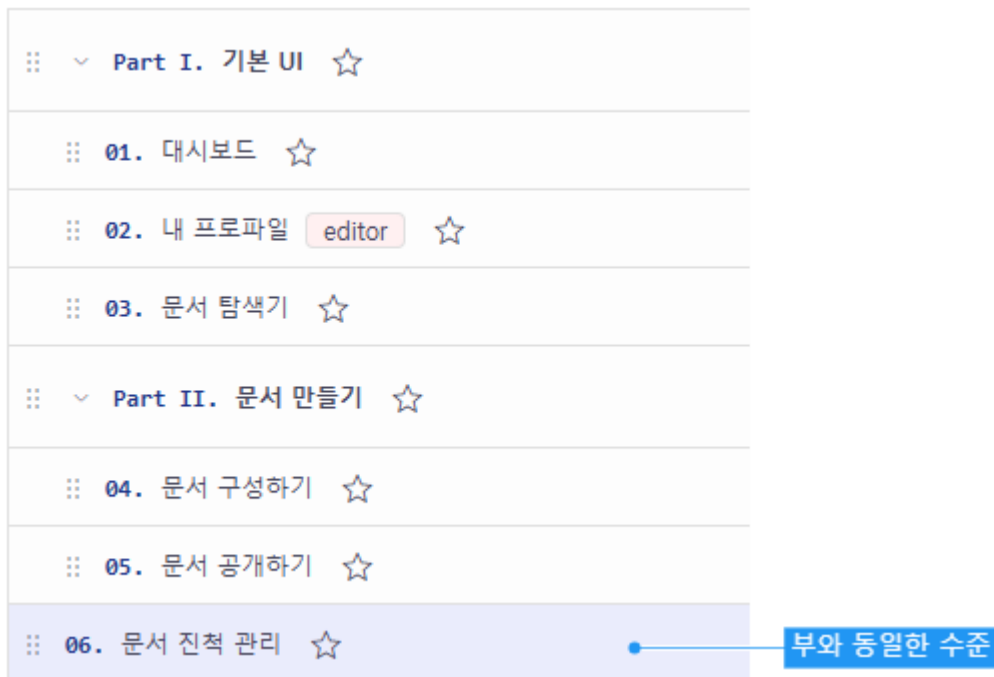 Part I. 기본 UI
01. 대시보드
02. 내 프로파일 editor
03. 문서 탐색기
Part II. 문서 만들기
04. 문서 구성하기
05. 문서 공개하기
06. 문서 진척 관리
부와 동일한 수준